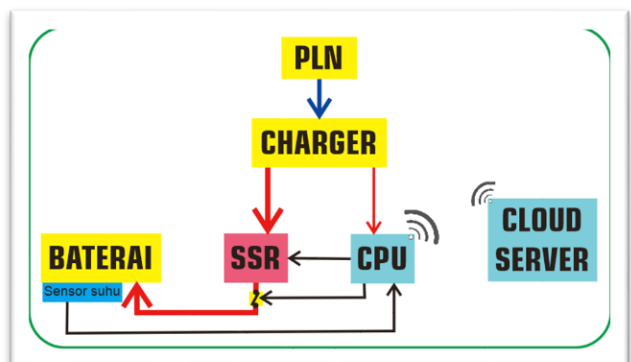 PLN
CHARGER
CLOUD
SERVER
BATERAI
SSR
CPU
Sensor suhu